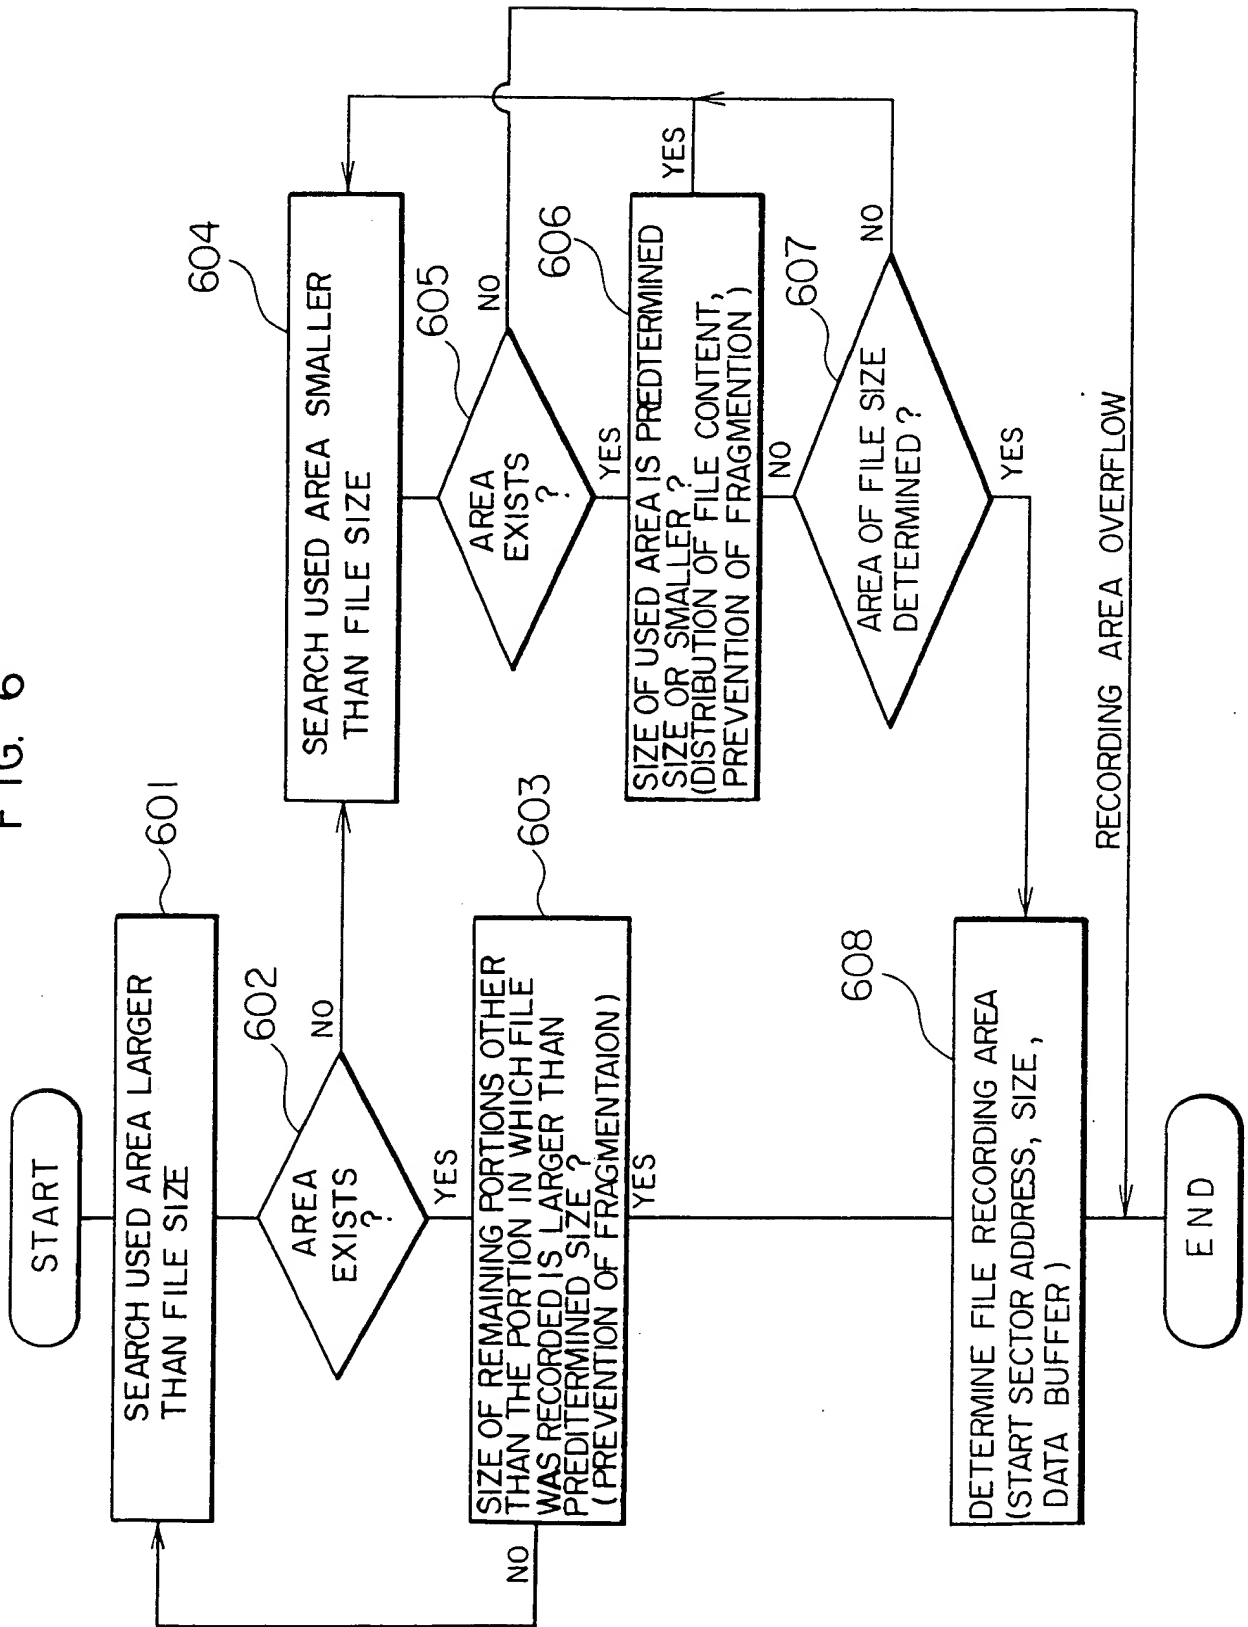 FIG. 6
START
601
SEARCH USED AREA LARGER
THAN FILE SIZE
602
AREA
EXISTS
?
NO
YES
603
SIZE OF REMAINING PORTIONS OTHER
THAN THE PORTION IN WHICH FILE
WAS RECORDED IS LARGER THAN
PREDITERMINED SIZE ?
(PREVENTION OF FRAGMENTAION)
NO
YES
604
SEARCH USED AREA SMALLER
THAN FILE SIZE
605
AREA
EXISTS
?
NO
YES
606
SIZE OF USED AREA IS PREDTERMINED
SIZE OR SMALLER ?
(DISTRIBUTION OF FILE CONTENT,
PREVENTION OF FRAGMENTION)
YES
NO
607
AREA OF FILE SIZE
DETERMINED ?
NO
YES
608
DETERMINE FILE RECORDING AREA
(START SECTOR ADDRESS, SIZE,
DATA BUFFER)
RECORDING AREA OVERFLOW
END